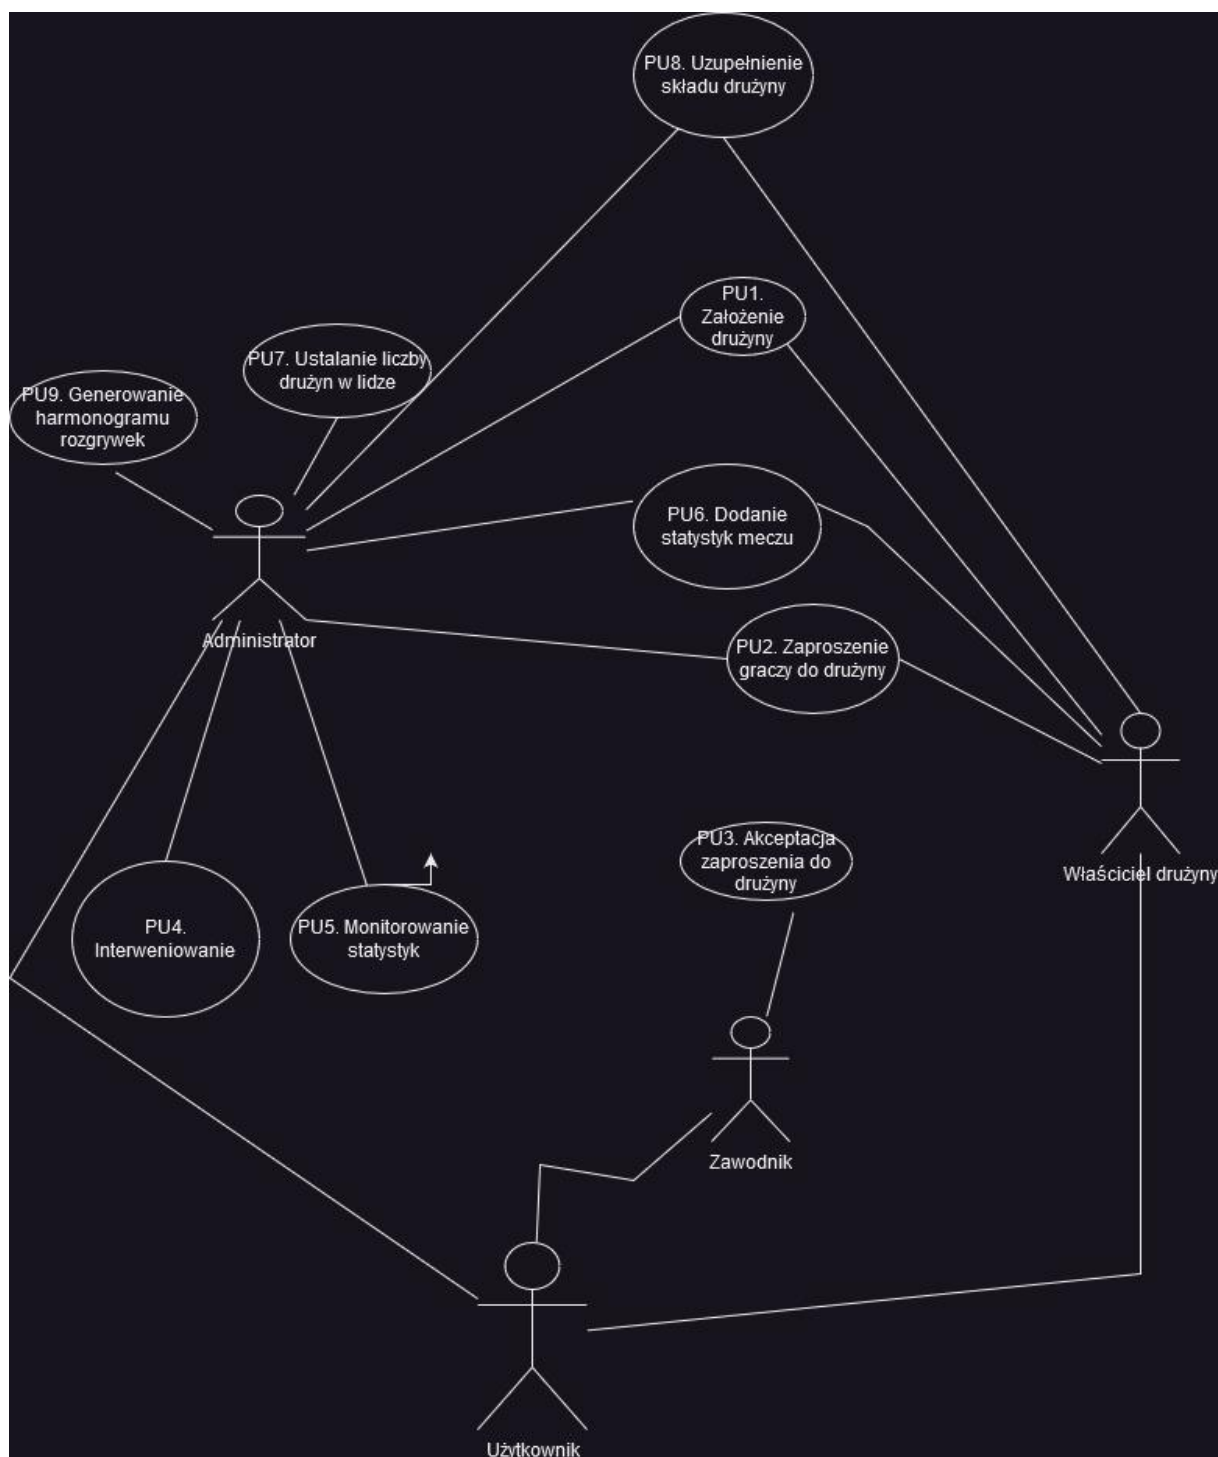 PU8. Uzupełnienie
składu drużyny
PU1.
Założenie
drużyny
PU7. Ustalanie liczby
drużyn w lidze
PU9. Generowanie
harmonogramu
rozgrywek
PU6. Dodanie
statystyk meczu
Administrator
PU2. Zaproszenie
graczy do drużyny
PU3. Akceptacja
zaproszenia do
drużyny
Właściciel drużyny
PU4.
Interweniowanie
PU5. Monitorowanie
statystyk
Zawodnik
Użytkownik